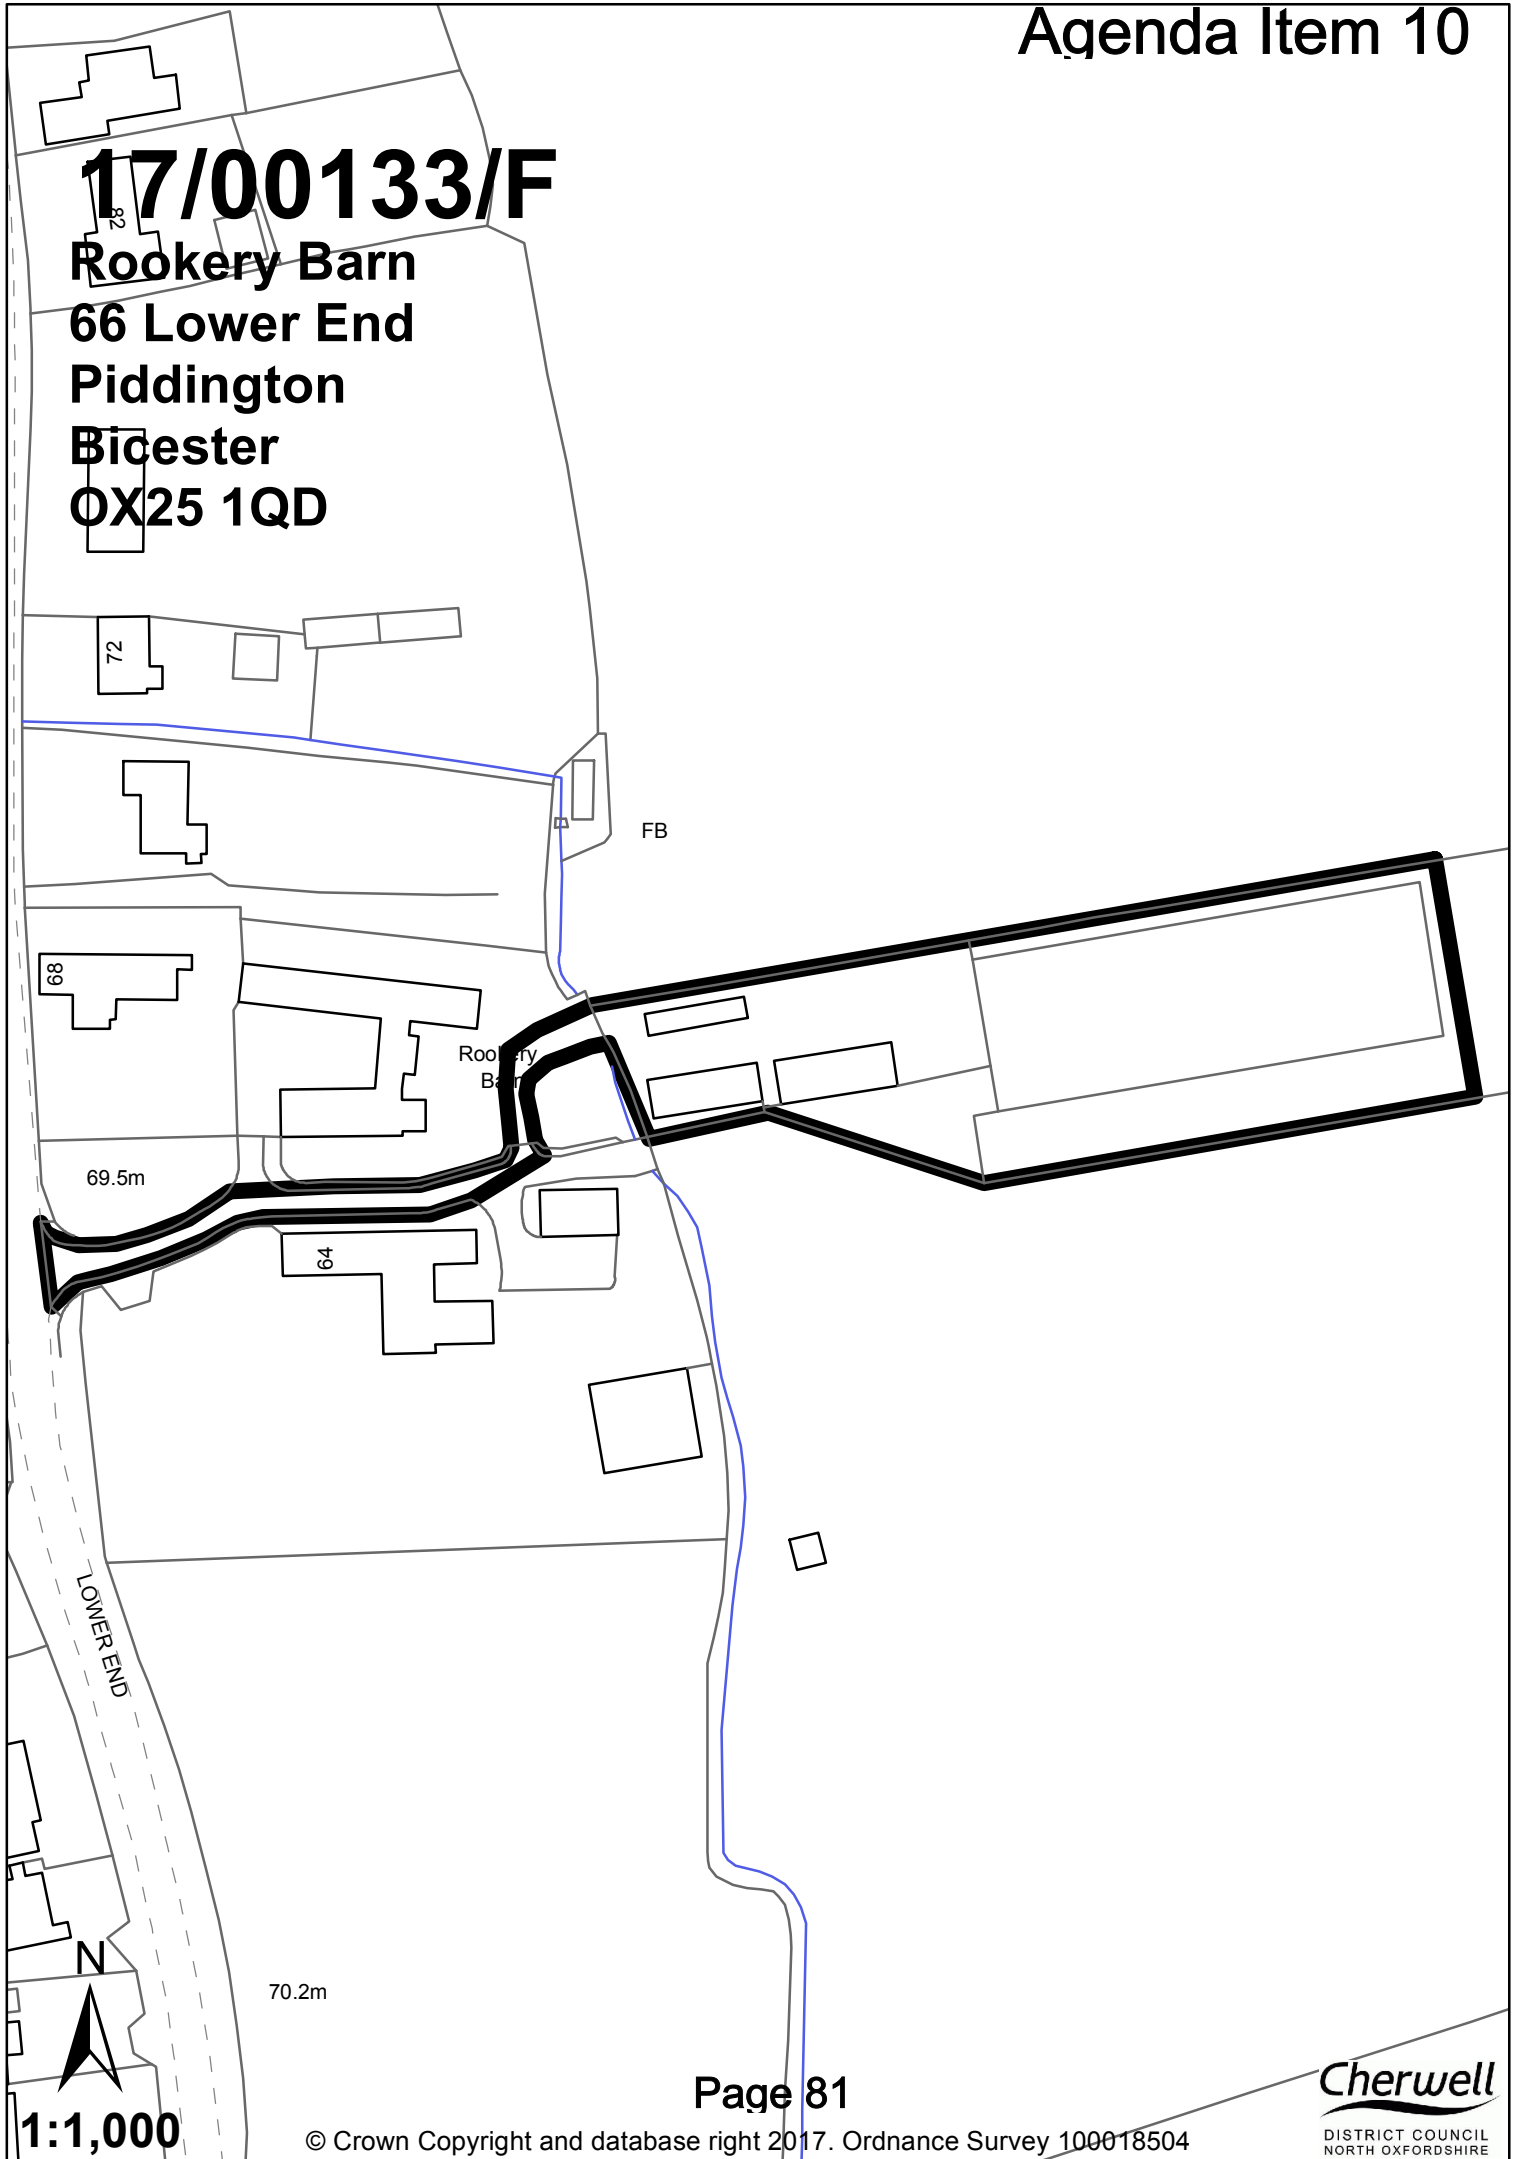 Agenda Item 10
17/00133/F
82
Rookery Barn
66 Lower End
Piddington
Bicester
OX25 1QD
72
FB
68
Rookery
Barn
69.5m
64
LOWER END
N
70.2m
1:1,000
Page 81
© Crown Copyright and database right 2017. Ordnance Survey 100018504
Cherwell
DISTRICT COUNCIL
NORTH OXFORDSHIRE